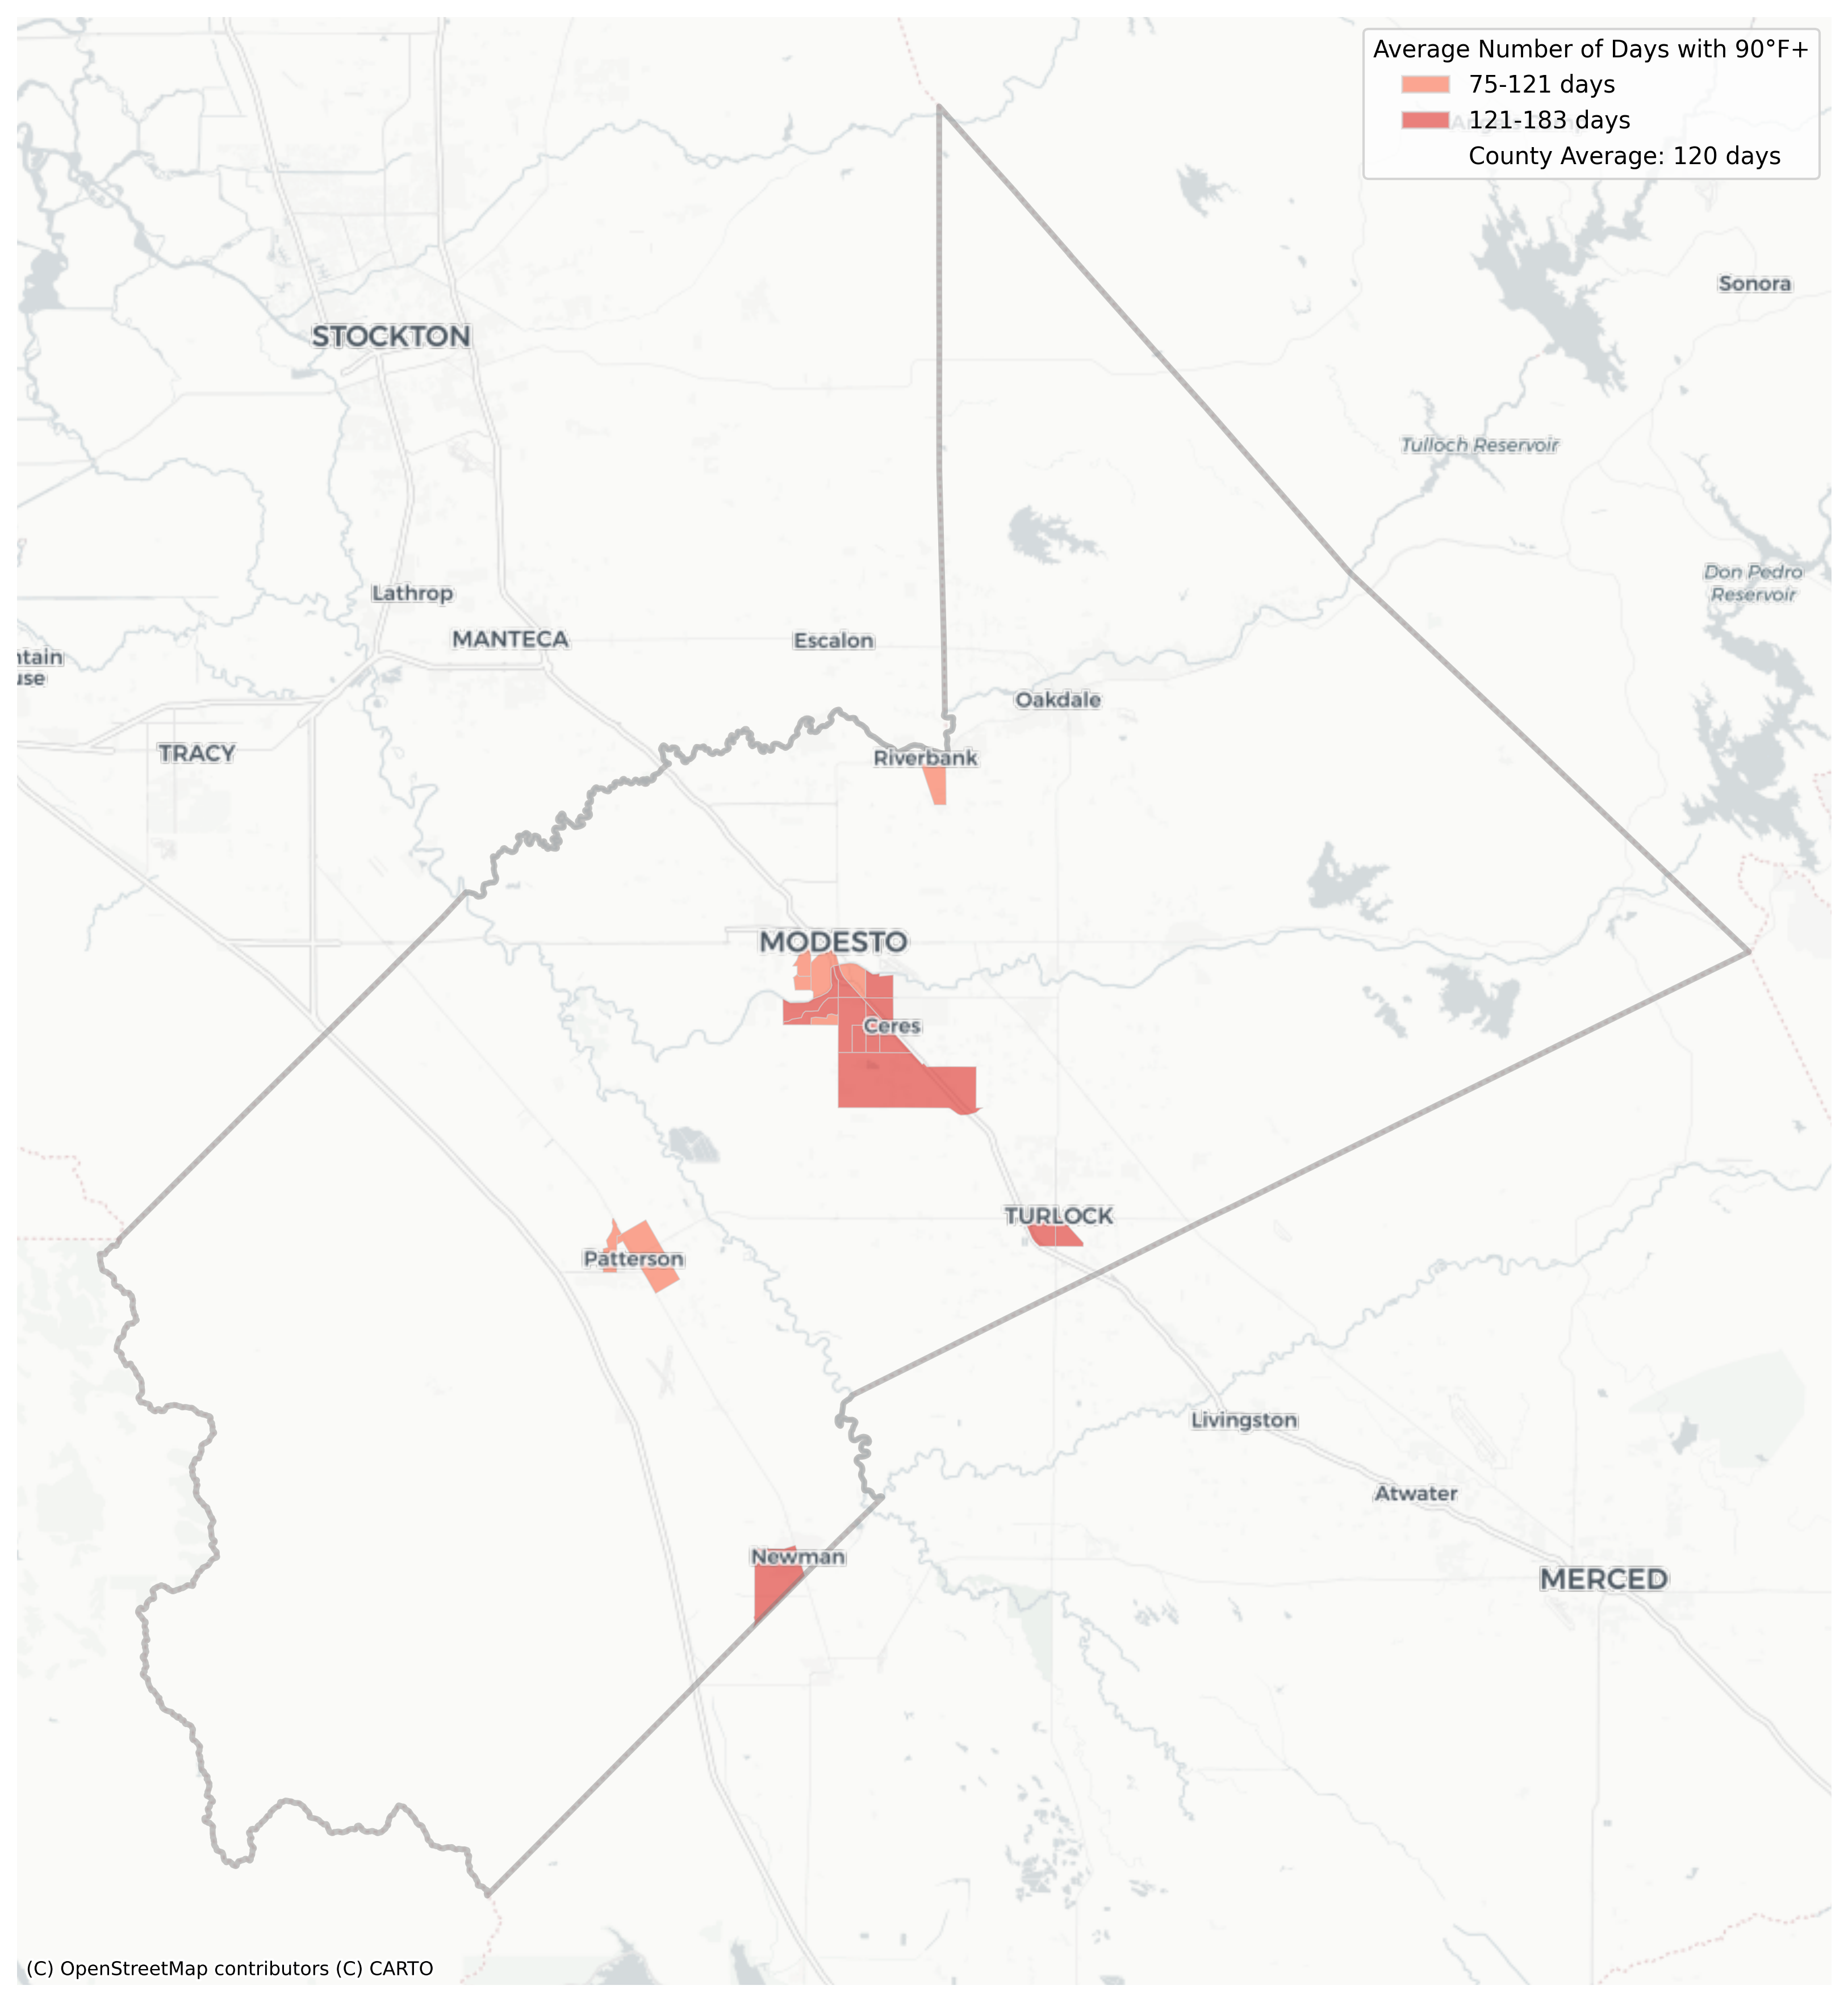 Average Number of Days with 90°F+
75-121 days
121-183 days
County Average: 120 days
Sonora
STOCKTON
Tulloch Reservoir
Don Pedro
Reservoir
Lathrop
MANTECA
Escalon
ntain
use
Oakdale
TRACY
Riverbank
MODESTO
Ceres
TURLOCK
Patterson
Livingston
Atwater
Newman
MERCED
(C) OpenStreetMap contributors (C) CARTO